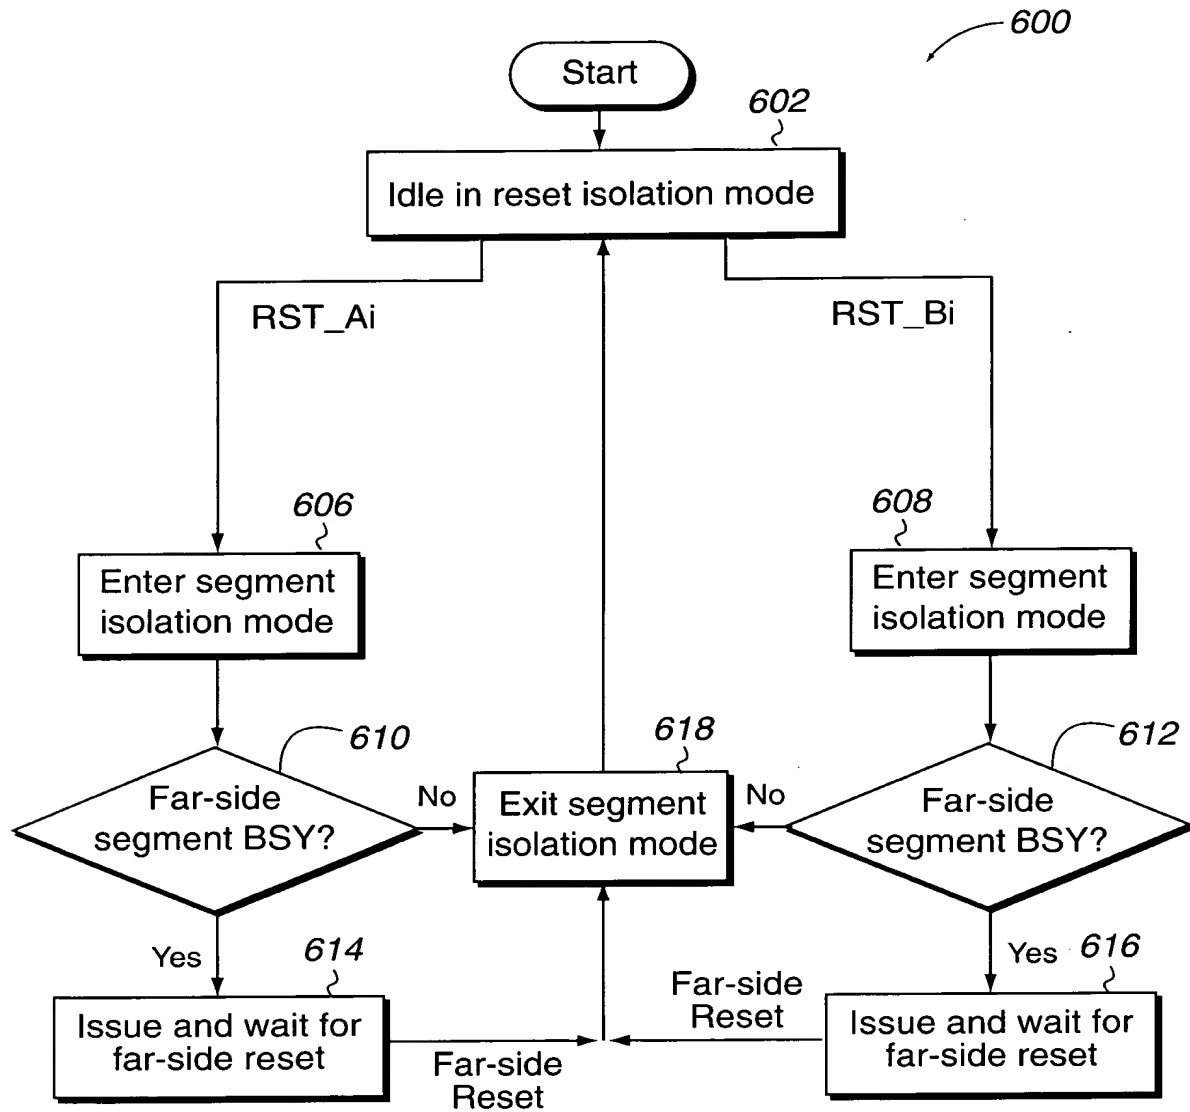 600
Start
602
Idle in reset isolation mode
RST_Ai
RST_Bi
606
Enter segment
isolation mode
608
Enter segment
isolation mode
610
Far-side
segment BSY?
No
618
Exit segment
isolation mode
No
612
Far-side
segment BSY?
Yes
614
Issue and wait for
far-side reset
Far-side
Reset
Far-side
Reset
Yes
616
Issue and wait for
far-side reset